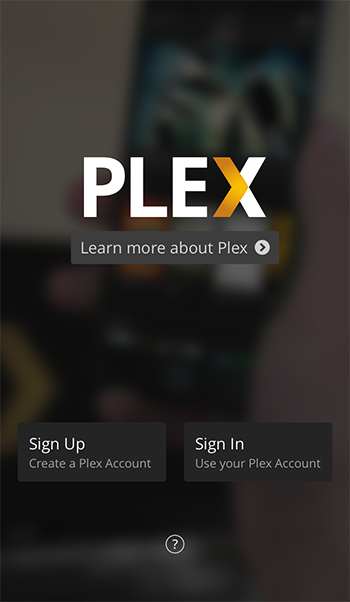 PLEX
Learn more about Plex
Sign Up
Create a Plex Account
Sign In
Use your Plex Account
?